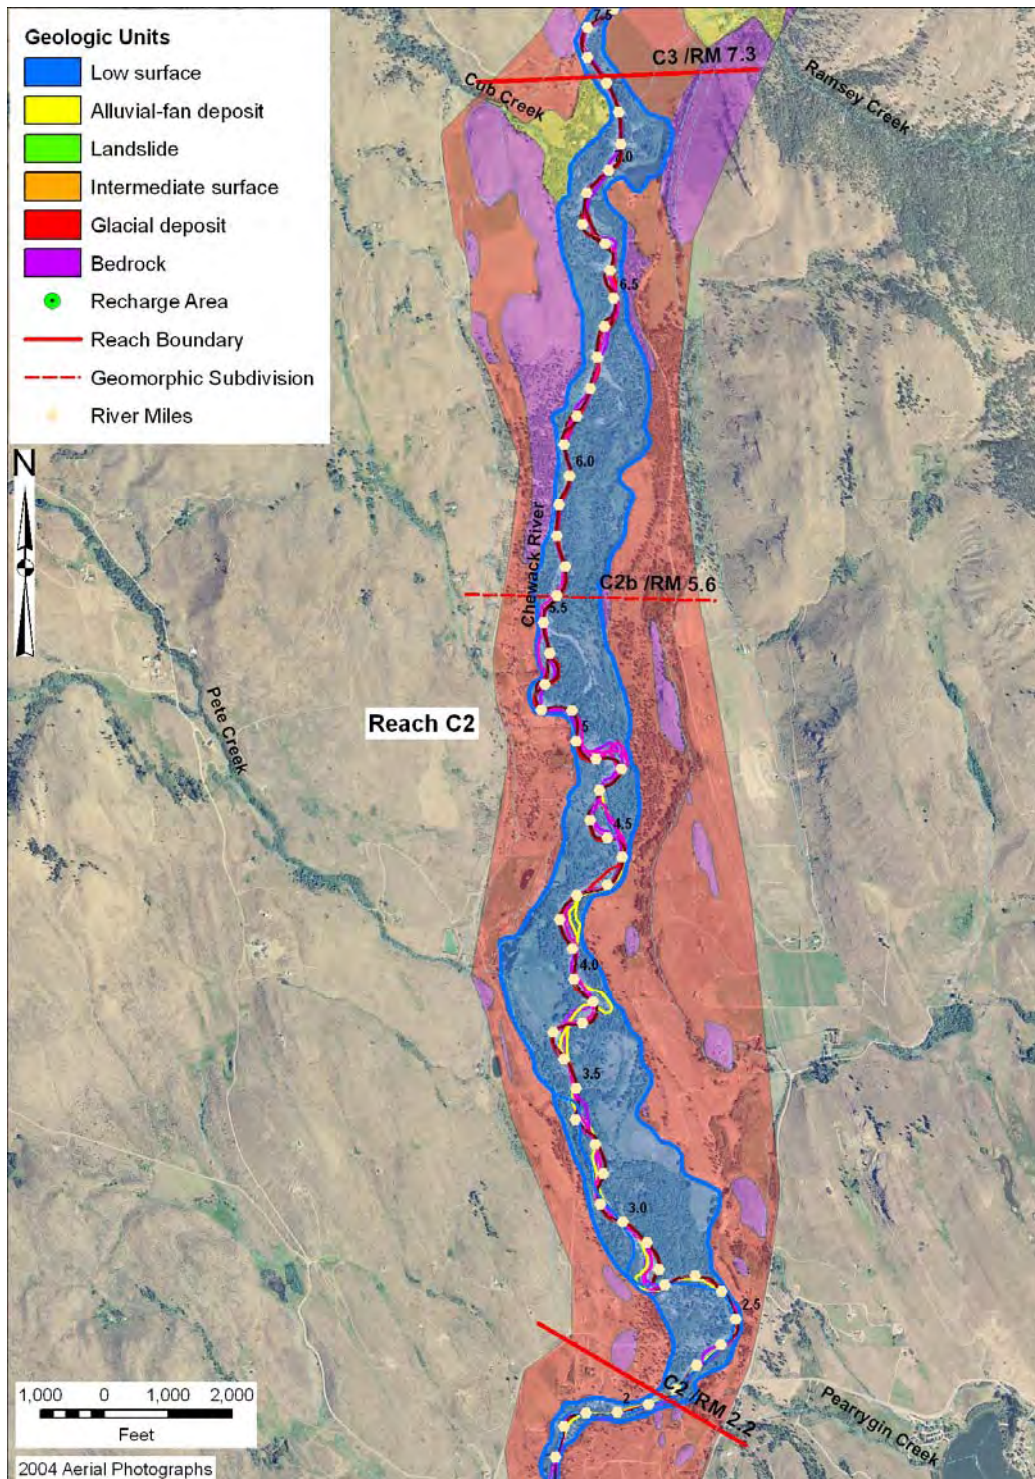 Geologic Units
Low surface
Alluvial-fan deposit
Landslide
Intermediate surface
Glacial deposit
Bedrock
Recharge Area
Reach Boundary
Geomorphic Subdivision
River Miles
7.5
C3 /RM 7.3
Cub Creek
Ramsey Creek
7.0
6.5
6.0
N
Chewack River
C2b /RM 5.6
5.5
Pete Creek
Reach C2
5
4.5
4.0
3.5
3.0
2.5
C2 /RM 2.2
2
Pearrygin Creek
1,000 0 1,000 2,000
Feet
2004 Aerial Photographs